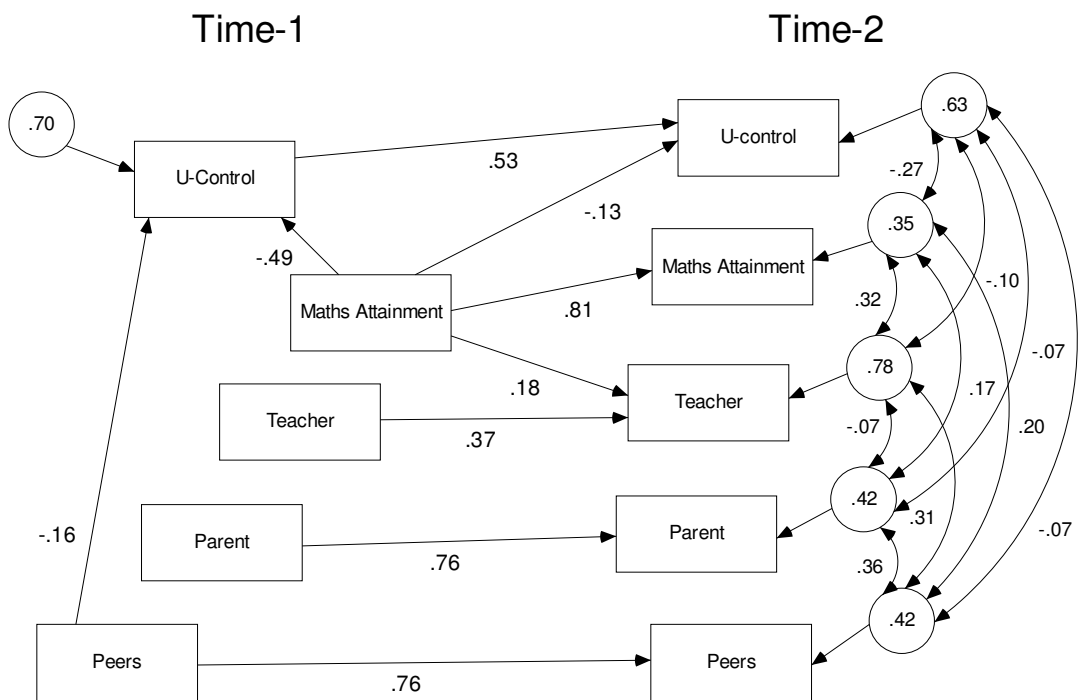 Time-1
Time-2
.70
.63
U-Control
U-control
.53
-.27
-.13
.35
-.49
Maths Attainment
Maths Attainment
-.10
.32
.81
-.07
.78
.18
.17
Teacher
Teacher
.37
-.07
.20
.42
.31
-.16
Parent
Parent
-.07
.76
.36
.42
Peers
Peers
.76